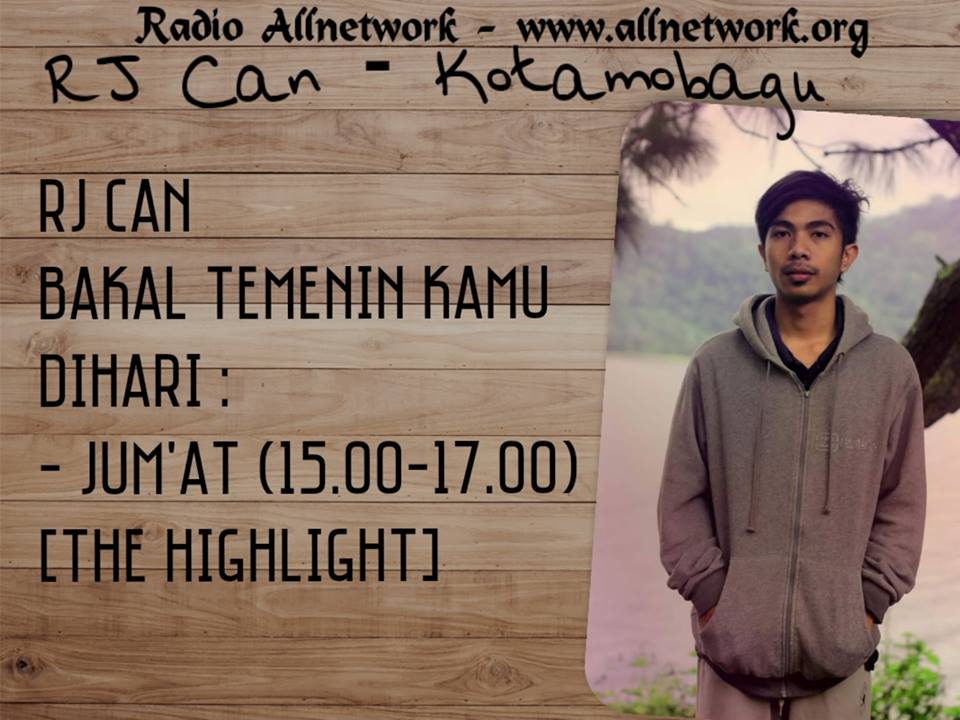 Radio Allnetwork - www.allnetwork.org
RJ Can - Kotamobagu
RJ CAN
BAKAL TEMENIN KAMU
DIHARI :
- JUM'AT (15.00-17.00)
[THE HIGHLIGHT]